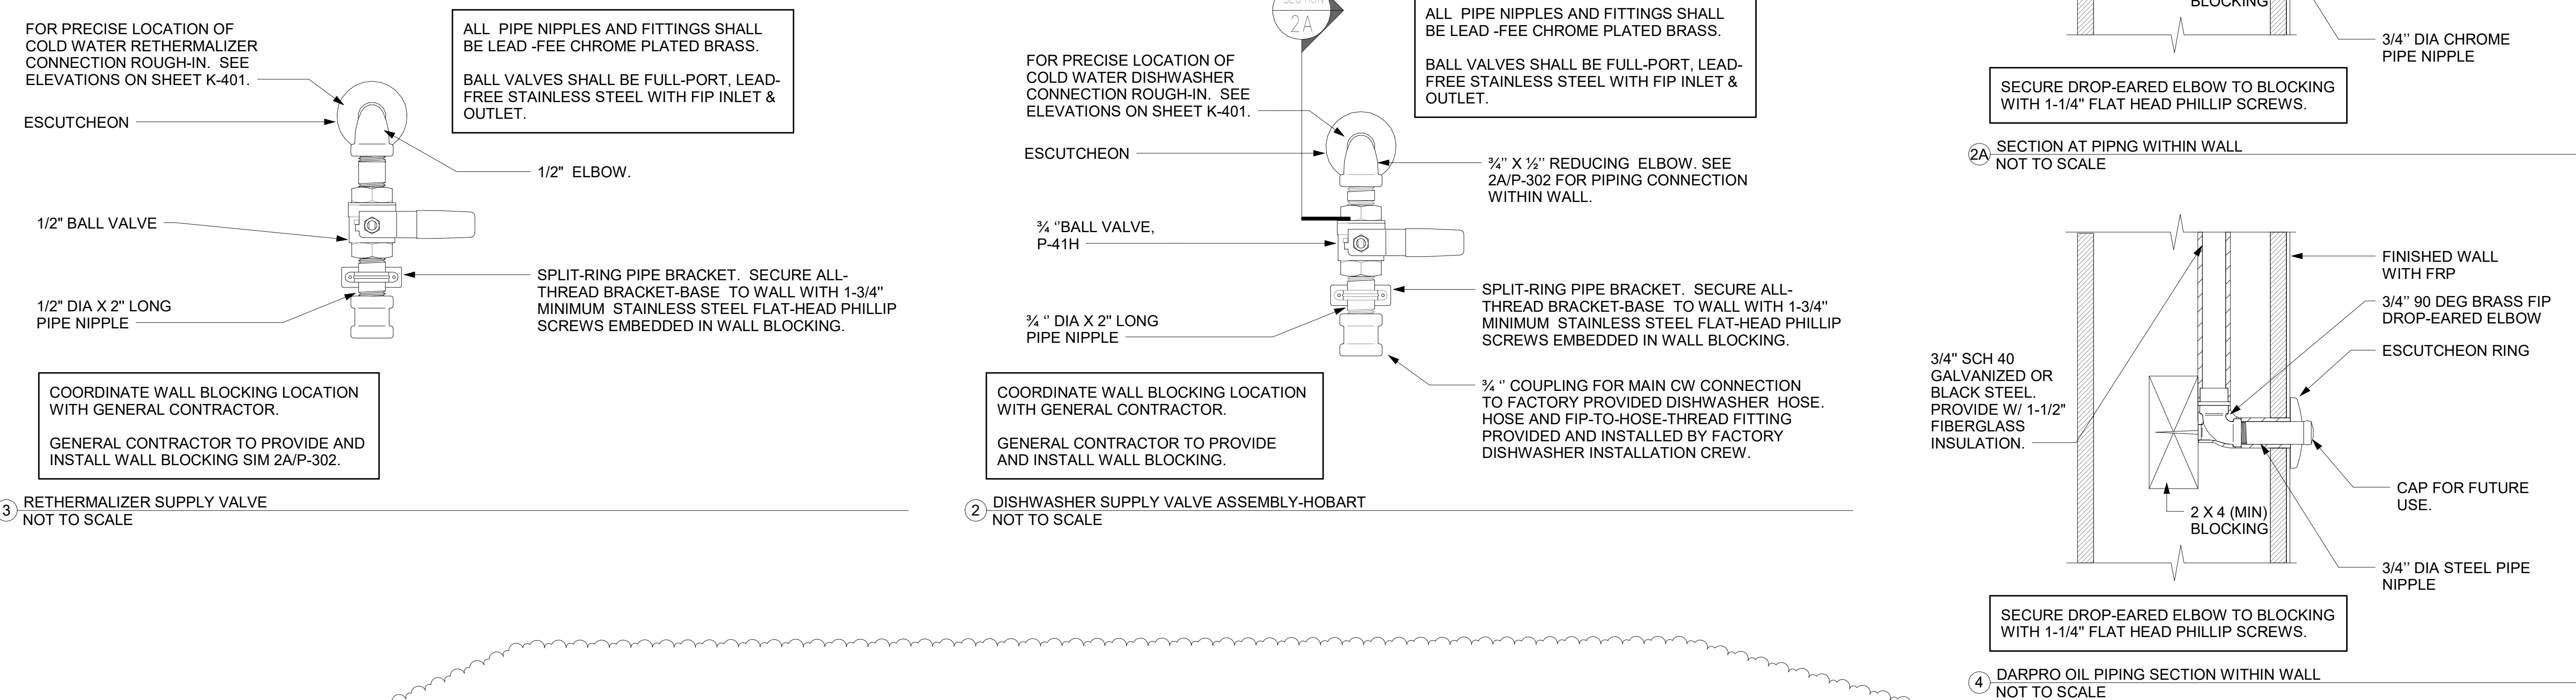 FOR PRECISE LOCATION OF
COLD WATER RETHERMALIZER
CONNECTION ROUGH-IN.  SEE
ELEVATIONS ON SHEET K-401.
ESCUTCHEON
ALL  PIPE NIPPLES AND FITTINGS SHALL
BE LEAD -FEE CHROME PLATED BRASS.
BALL VALVES SHALL BE FULL-PORT, LEAD-
FREE STAINLESS STEEL WITH FIP INLET &
OUTLET.
1/2"  ELBOW.
1/2" BALL VALVE
SPLIT-RING PIPE BRACKET.  SECURE ALL-
THREAD BRACKET-BASE  TO WALL WITH 1-3/4"
MINIMUM  STAINLESS STEEL FLAT-HEAD PHILLIP
SCREWS EMBEDDED IN WALL BLOCKING.
1/2" DIA X 2" LONG
PIPE NIPPLE
COORDINATE WALL BLOCKING LOCATION
WITH GENERAL CONTRACTOR.
GENERAL CONTRACTOR TO PROVIDE AND
INSTALL WALL BLOCKING SIM 2A/P-302.
3 RETHERMALIZER SUPPLY VALVE
NOT TO SCALE
SECTION
2A
FOR PRECISE LOCATION OF
COLD WATER DISHWASHER
CONNECTION ROUGH-IN.  SEE
ELEVATIONS ON SHEET K-401.
ESCUTCHEON
ALL  PIPE NIPPLES AND FITTINGS SHALL
BE LEAD -FEE CHROME PLATED BRASS.
BALL VALVES SHALL BE FULL-PORT, LEAD-
FREE STAINLESS STEEL WITH FIP INLET &
OUTLET.
¾'' X ½'' REDUCING  ELBOW. SEE
2A/P-302 FOR PIPING CONNECTION
WITHIN WALL.
¾ ‘'BALL VALVE,
P-41H
SPLIT-RING PIPE BRACKET.  SECURE ALL-
THREAD BRACKET-BASE  TO WALL WITH 1-3/4"
MINIMUM  STAINLESS STEEL FLAT-HEAD PHILLIP
SCREWS EMBEDDED IN WALL BLOCKING.
¾ ‘' DIA X 2" LONG
PIPE NIPPLE
¾ ‘' COUPLING FOR MAIN CW CONNECTION
TO FACTORY PROVIDED DISHWASHER  HOSE.
HOSE AND FIP-TO-HOSE-THREAD FITTING
PROVIDED AND INSTALLED BY FACTORY
DISHWASHER INSTALLATION CREW.
COORDINATE WALL BLOCKING LOCATION
WITH GENERAL CONTRACTOR.
GENERAL CONTRACTOR TO PROVIDE
AND INSTALL WALL BLOCKING.
2 DISHWASHER SUPPLY VALVE ASSEMBLY-HOBART
NOT TO SCALE
BLOCKING
3/4'' DIA CHROME
PIPE NIPPLE
SECURE DROP-EARED ELBOW TO BLOCKING
WITH 1-1/4" FLAT HEAD PHILLIP SCREWS.
2A SECTION AT PIPNG WITHIN WALL
NOT TO SCALE
FINISHED WALL
WITH FRP
3/4'' 90 DEG BRASS FIP
DROP-EARED ELBOW
ESCUTCHEON RING
3/4" SCH 40
GALVANIZED OR
BLACK STEEL.
PROVIDE W/ 1-1/2"
FIBERGLASS
INSULATION.
CAP FOR FUTURE
USE.
2 X 4 (MIN)
BLOCKING
3/4'' DIA STEEL PIPE
NIPPLE
SECURE DROP-EARED ELBOW TO BLOCKING
WITH 1-1/4" FLAT HEAD PHILLIP SCREWS.
4 DARPRO OIL PIPING SECTION WITHIN WALL
NOT TO SCALE